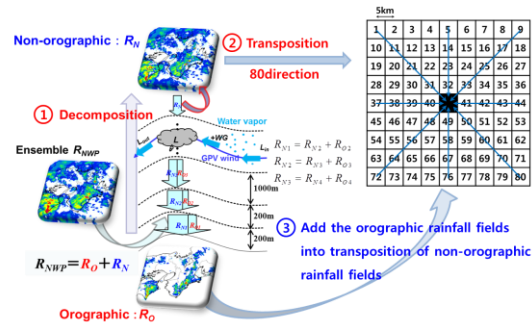 Non-orographic : R_N
② Transposition
80direction
5km
1 2 3 4 5 6 7 8 9
10 11 12 13 14 15 16 17 18
19 20 21 22 23 24 25 26 27
28 29 30 31 32 33 34 35 36
37 38 39 40 41 42 43 44
45 46 47 48 49 50 51 52 53
54 55 56 57 58 59 60 61 62
63 64 65 66 67 68 69 70 71
72 73 74 75 76 77 78 79 80
① Decomposition
Water vapor
+WG
L
GPV wind
R_N1 = R_N2 + R_O2
R_N2 = R_N3 + R_O3
R_N3 = R_N4 + R_O4
Ensemble R_NWP
1000m
200m
200m
R_NWP=R_O+R_N
③ Add the orographic rainfall fields
into transposition of non-orographic
rainfall fields
Orographic : R_O